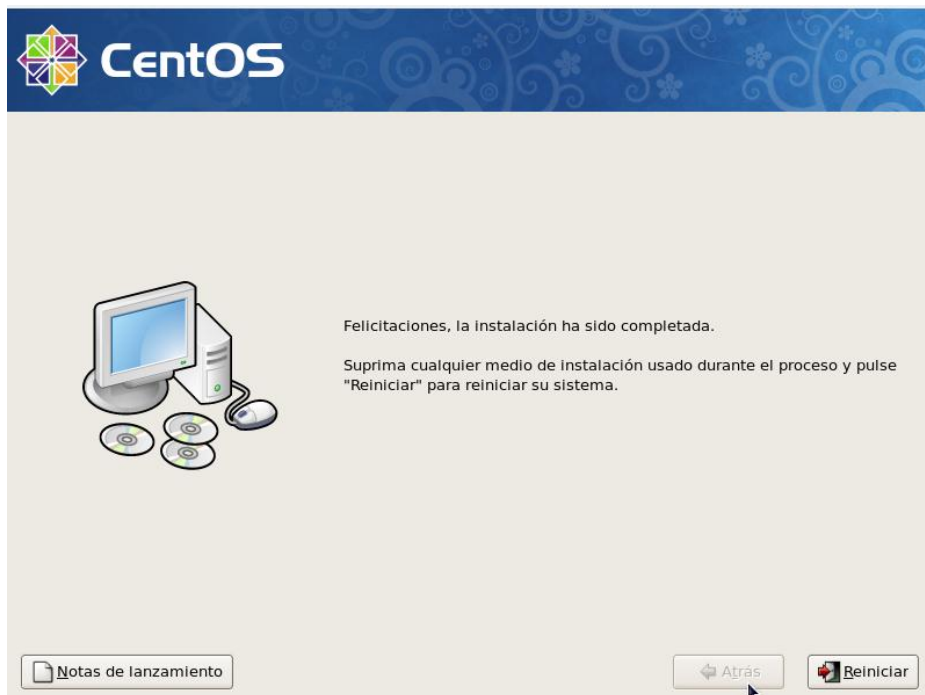 CentOS
Felicitaciones, la instalación ha sido completada.
Suprima cualquier medio de instalación usado durante el proceso y pulse
"Reiniciar" para reiniciar su sistema.
Notas de lanzamiento
Atrás
Reiniciar